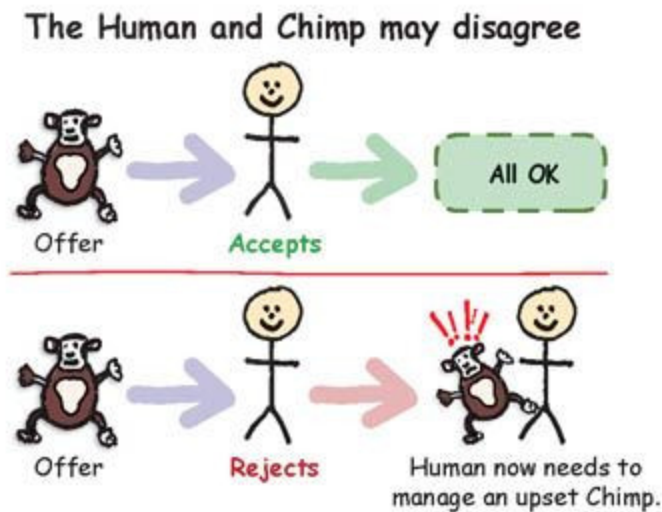 The Human and Chimp may disagree
All OK
Offer
Accepts
!!!!
Offer
Rejects
Human now needs to
manage an upset Chimp.